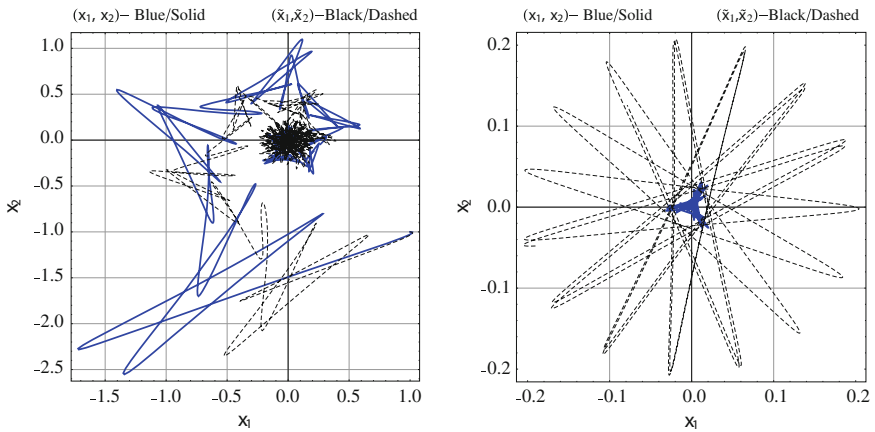 (x₁, x₂)– Blue/Solid (x̃₁,x̃₂)–Black/Dashed
1.0
0.5
0.0
-0.5
-1.0
-1.5
-2.0
-2.5
x₂
-1.5 -1.0 -0.5 0.0 0.5 1.0
x₁
(x₁, x₂)– Blue/Solid (x̃₁,x̃₂)–Black/Dashed
0.2
0.1
0.0
-0.1
-0.2
x₂
-0.2 -0.1 0.0 0.1 0.2
x₁